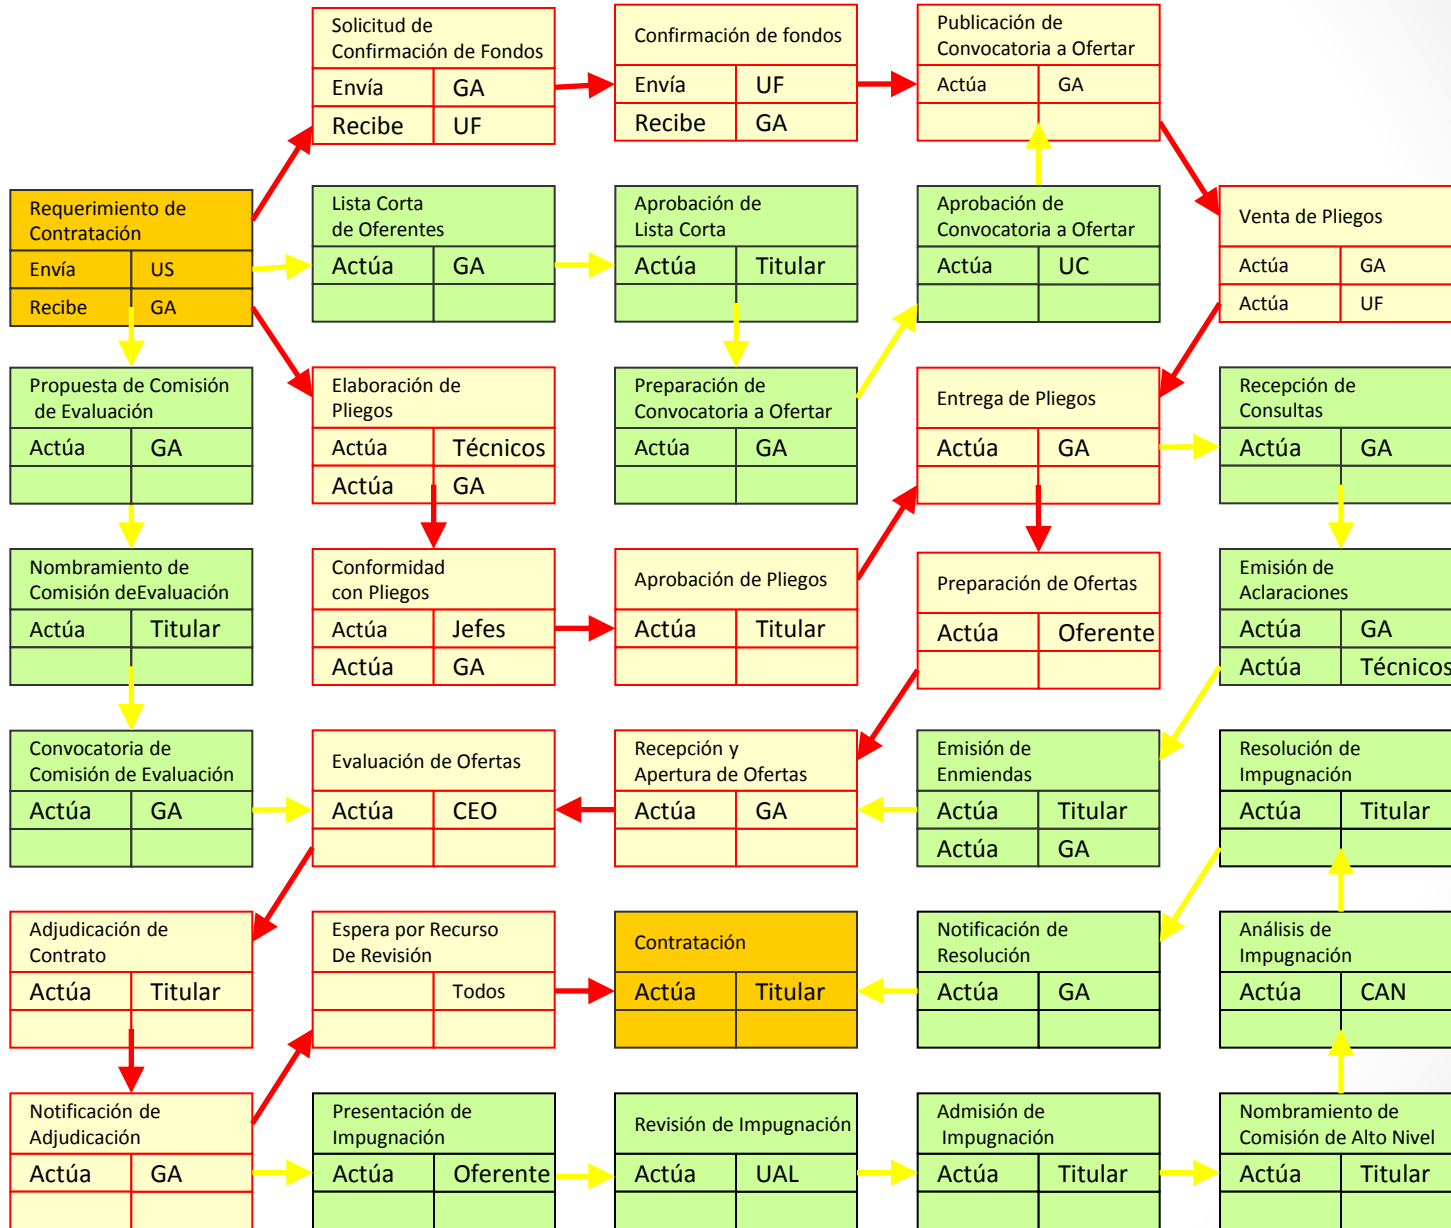 Solicitud de
Confirmación de Fondos
Envía GA
Recibe UF
Confirmación de fondos
Envía UF
Recibe GA
Publicación de
Convocatoria a Ofertar
Actúa GA
Requerimiento de
Contratación
Envía US
Recibe GA
Lista Corta
de Oferentes
Actúa GA
Aprobación de
Lista Corta
Actúa Titular
Aprobación de
Convocatoria a Ofertar
Actúa UC
Venta de Pliegos
Actúa GA
Actúa UF
Propuesta de Comisión
de Evaluación
Actúa GA
Elaboración de
Pliegos
Actúa Técnicos
Actúa GA
Preparación de
Convocatoria a Ofertar
Actúa GA
Entrega de Pliegos
Actúa GA
Recepción de
Consultas
Actúa GA
Nombramiento de
Comisión deEvaluación
Actúa Titular
Conformidad
con Pliegos
Actúa Jefes
Actúa GA
Aprobación de Pliegos
Actúa Titular
Preparación de Ofertas
Actúa Oferente
Emisión de
Aclaraciones
Actúa GA
Actúa Técnicos
Convocatoria de
Comisión de Evaluación
Actúa GA
Evaluación de Ofertas
Actúa CEO
Recepción y
Apertura de Ofertas
Actúa GA
Emisión de
Enmiendas
Actúa Titular
Actúa GA
Resolución de
Impugnación
Actúa Titular
Adjudicación de
Contrato
Actúa Titular
Espera por Recurso
De Revisión
Todos
Contratación
Actúa Titular
Notificación de
Resolución
Actúa GA
Análisis de
Impugnación
Actúa CAN
Notificación de
Adjudicación
Actúa GA
Presentación de
Impugnación
Actúa Oferente
Revisión de Impugnación
Actúa UAL
Admisión de
Impugnación
Actúa Titular
Nombramiento de
Comisión de Alto Nivel
Actúa Titular